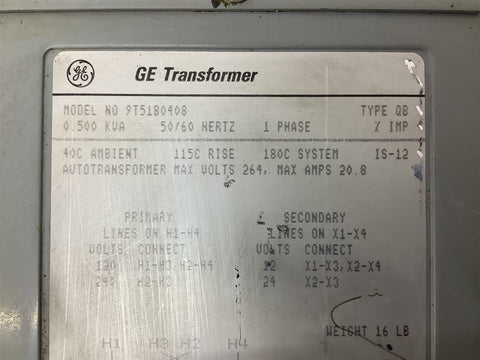 GE GE Transformer
MODEL NO 9T51B0408 TYPE QB
0.500 KVA 50/60 HERTZ 1 PHASE % IMP
40C AMBIENT 115C RISE 180C SYSTEM IS-12
AUTOTRANSFORMER MAX VOLTS 264, MAX AMPS 20.8
PRIMARY SECONDARY
LINES ON H1-H4 LINES ON X1-X4
VOLTS CONNECT VOLTS CONNECT
120 H1-H3 H2-H4 12 X1-X3,X2-X4
240 H2-H3 24 X2-X3
WEIGHT 16 LB
H1 H3 H2 H4